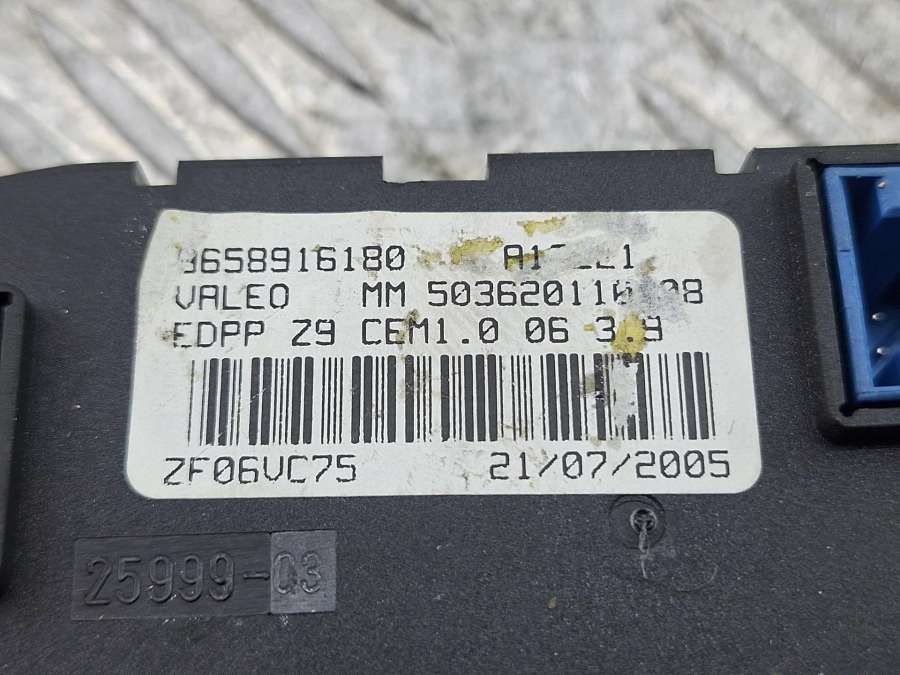 9658916180
VALEO MM
EDPP Z9 CEM1.0 06
ZF06VC75 21/07/2005
25999-03